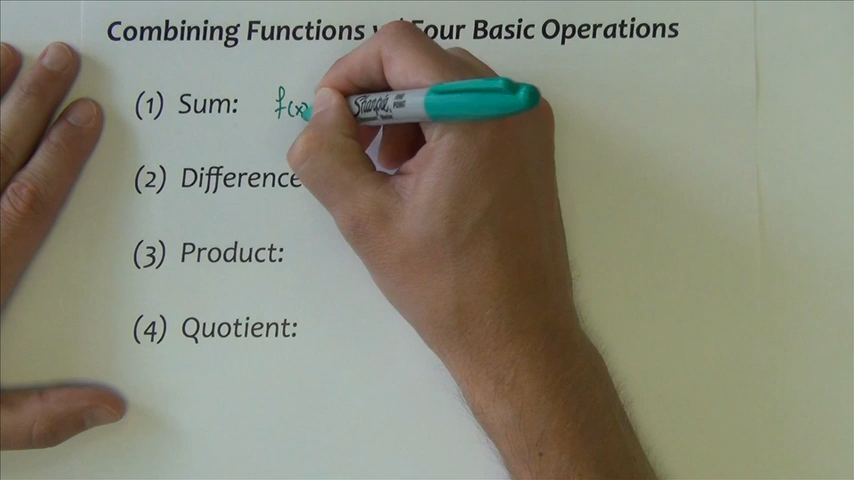 Combining Functions w/ Four Basic Operations
(1) Sum: f(x)
Sharpie
(2) Difference
(3) Product:
(4) Quotient: